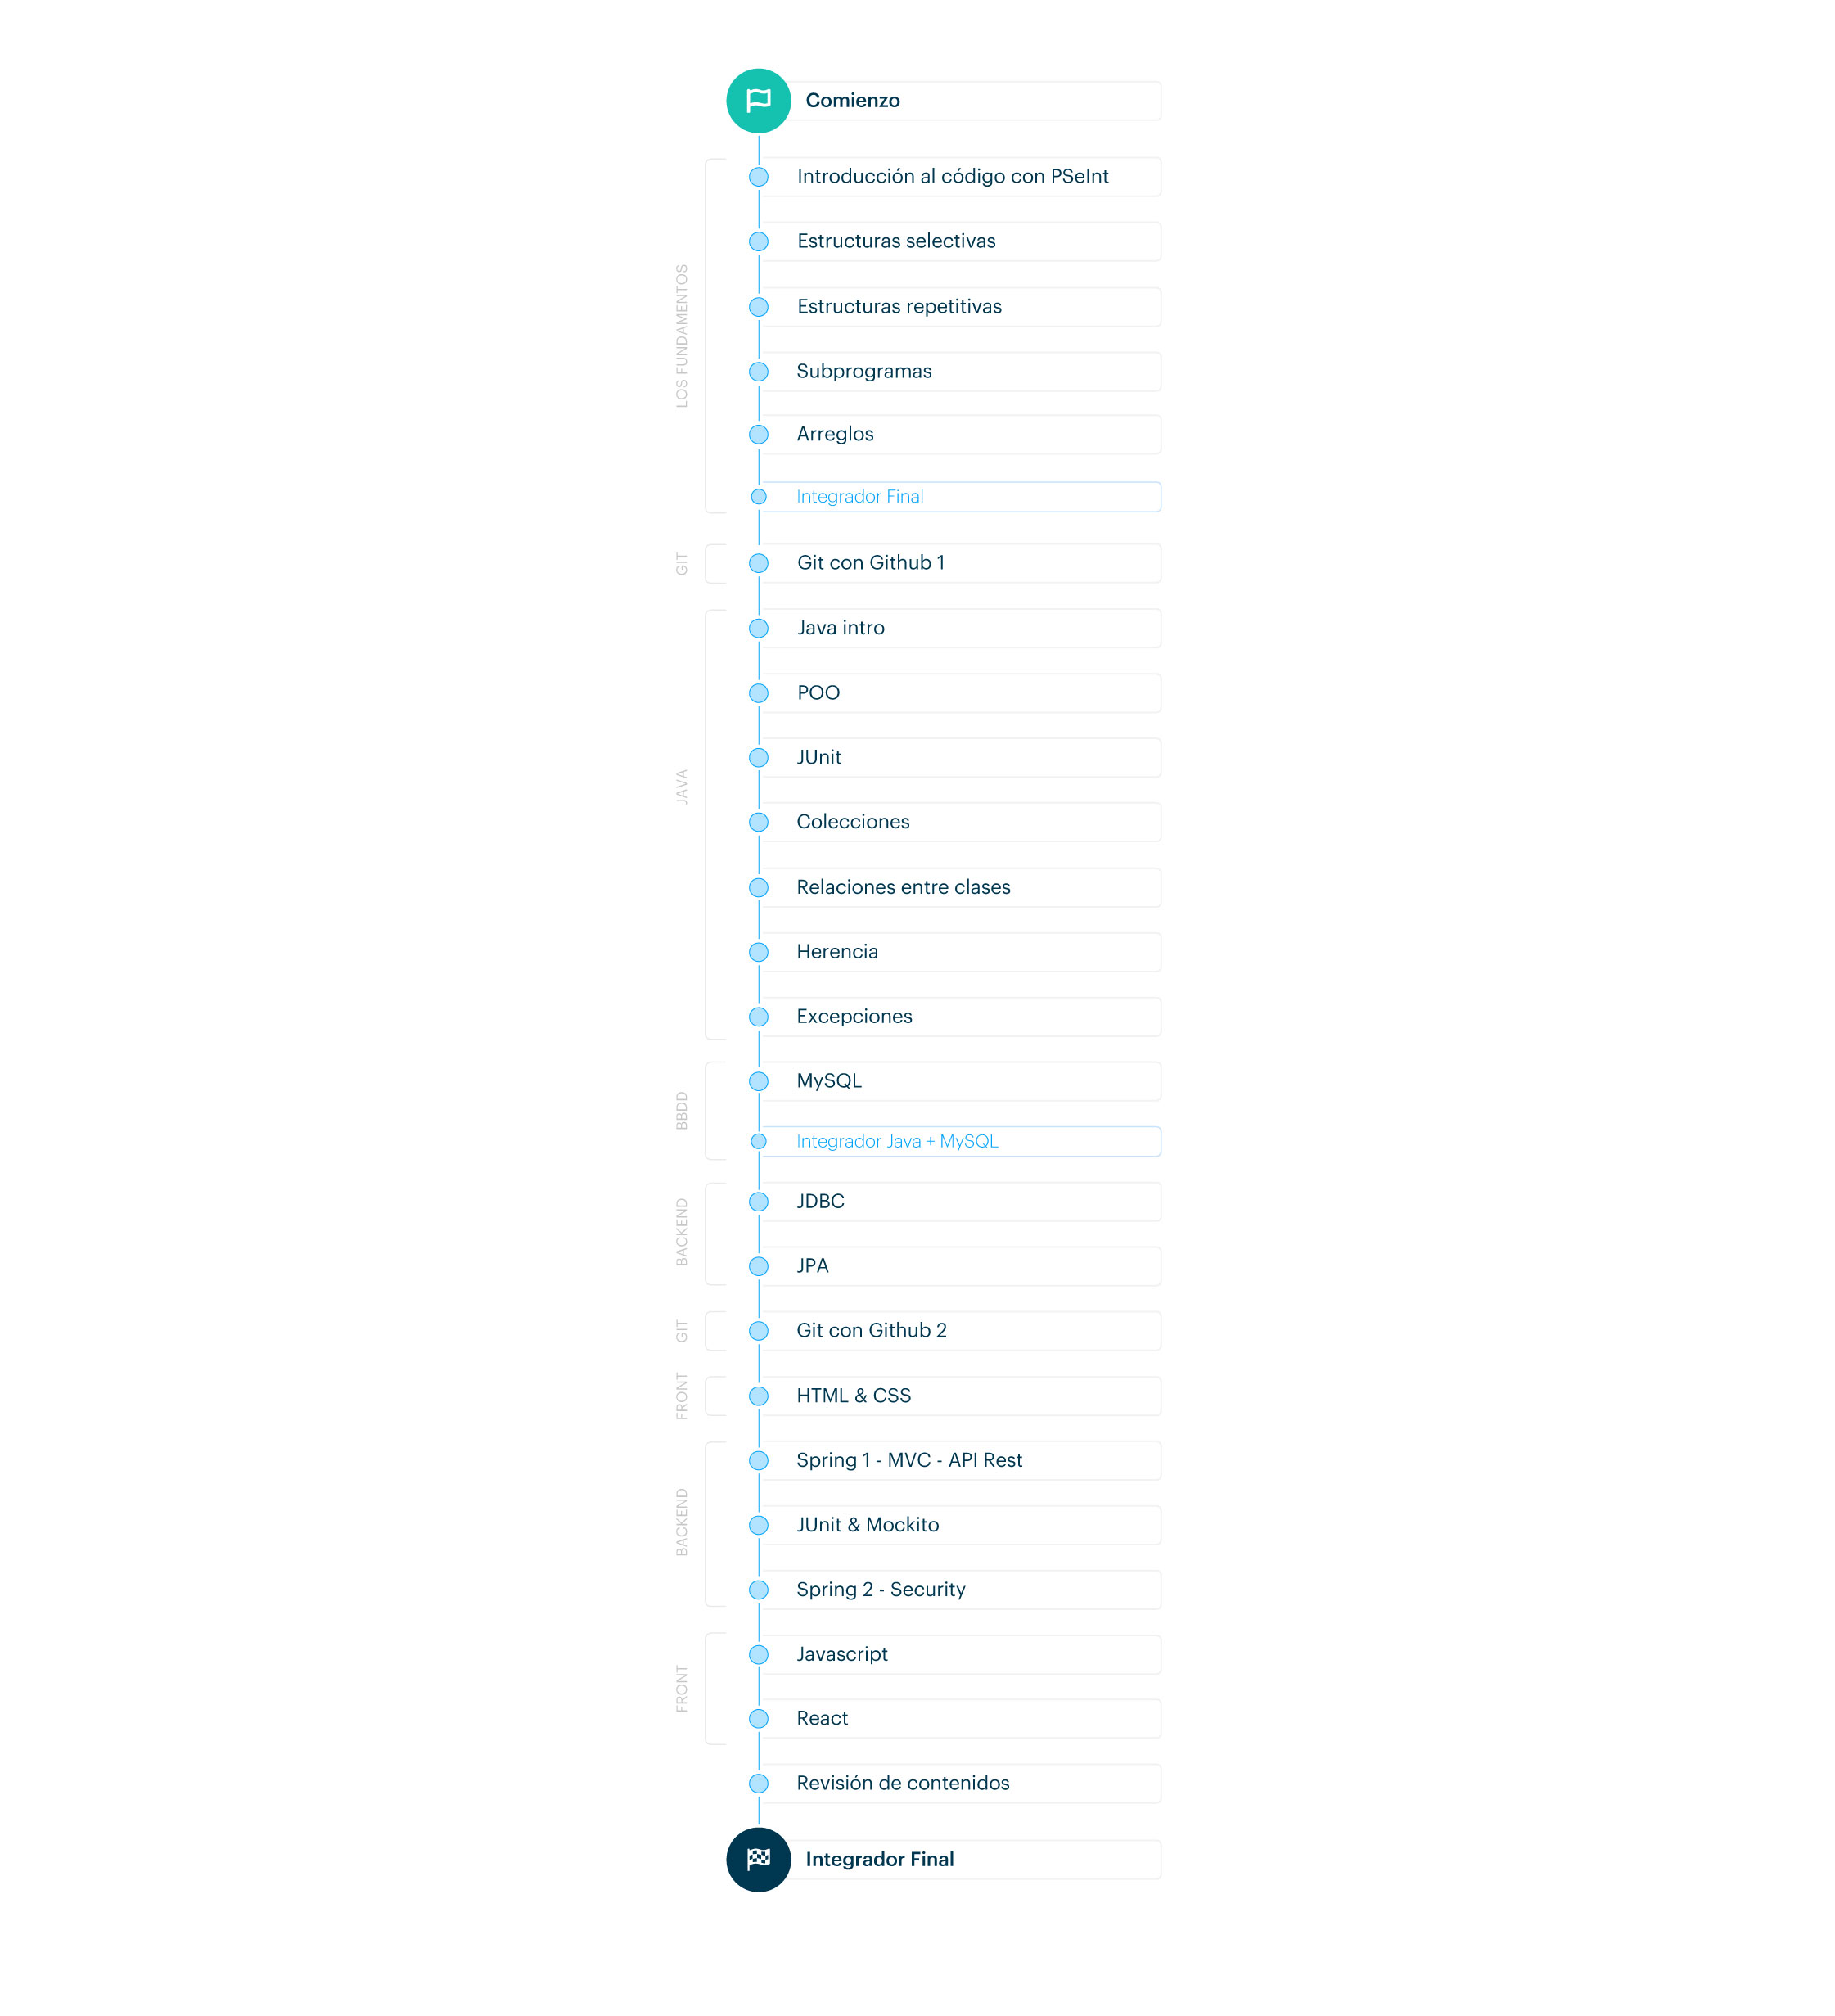 Comienzo
LOS FUNDAMENTOS
Introducción al código con PSeInt
Estructuras selectivas
Estructuras repetitivas
Subprogramas
Arreglos
Integrador Final
GIT
Git con Github 1
JAVA
Java intro
POO
JUnit
Colecciones
Relaciones entre clases
Herencia
Excepciones
BBDD
MySQL
Integrador Java + MySQL
BACKEND
JDBC
JPA
GIT
Git con Github 2
FRONT
HTML & CSS
BACKEND
Spring 1 - MVC - API Rest
JUnit & Mockito
Spring 2 - Security
FRONT
Javascript
React
Revisión de contenidos
Integrador Final